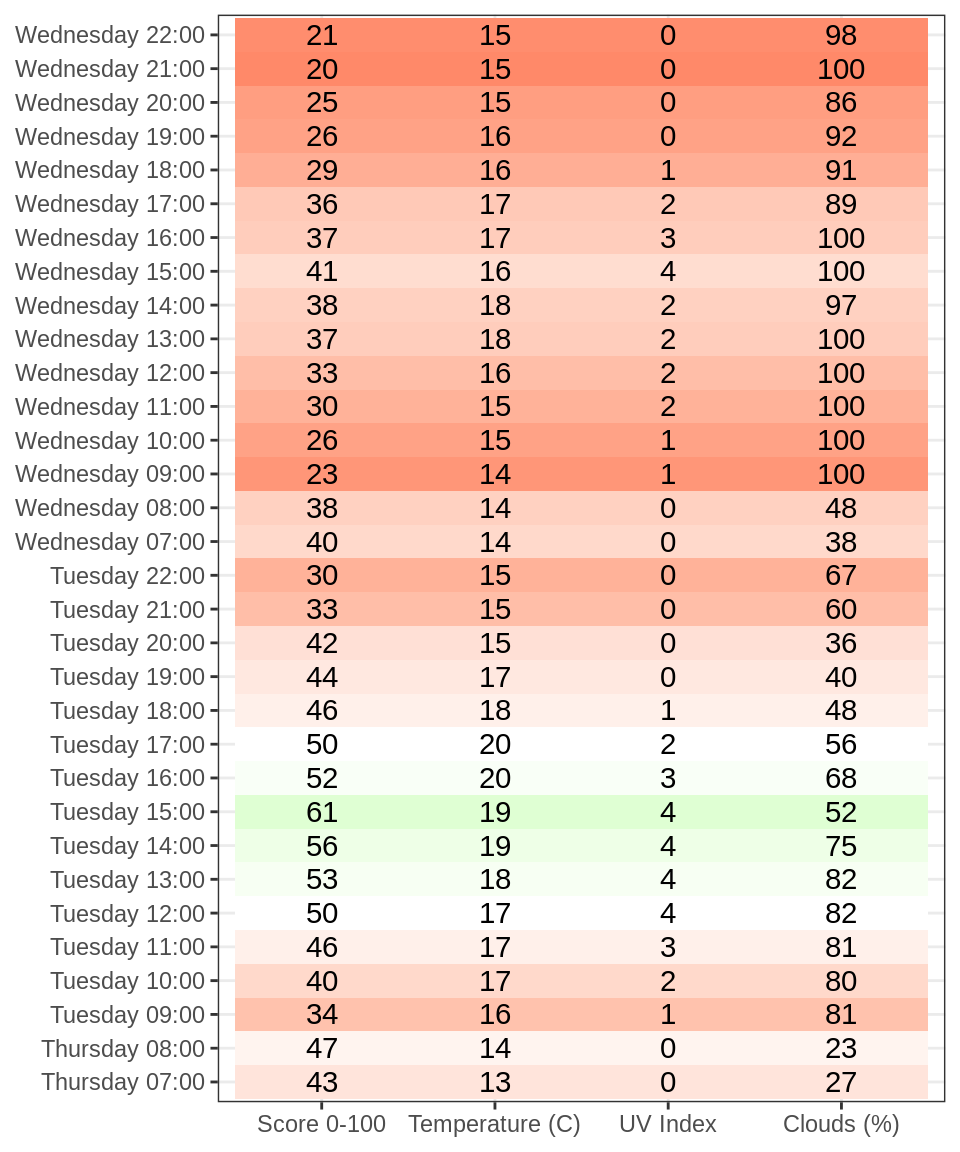 Wednesday 22:00 21 15 0 98
Wednesday 21:00 20 15 0 100
Wednesday 20:00 25 15 0 86
Wednesday 19:00 26 16 0 92
Wednesday 18:00 29 16 1 91
Wednesday 17:00 36 17 2 89
Wednesday 16:00 37 17 3 100
Wednesday 15:00 41 16 4 100
Wednesday 14:00 38 18 2 97
Wednesday 13:00 37 18 2 100
Wednesday 12:00 33 16 2 100
Wednesday 11:00 30 15 2 100
Wednesday 10:00 26 15 1 100
Wednesday 09:00 23 14 1 100
Wednesday 08:00 38 14 0 48
Wednesday 07:00 40 14 0 38
Tuesday 22:00 30 15 0 67
Tuesday 21:00 33 15 0 60
Tuesday 20:00 42 15 0 36
Tuesday 19:00 44 17 0 40
Tuesday 18:00 46 18 1 48
Tuesday 17:00 50 20 2 56
Tuesday 16:00 52 20 3 68
Tuesday 15:00 61 19 4 52
Tuesday 14:00 56 19 4 75
Tuesday 13:00 53 18 4 82
Tuesday 12:00 50 17 4 82
Tuesday 11:00 46 17 3 81
Tuesday 10:00 40 17 2 80
Tuesday 09:00 34 16 1 81
Thursday 08:00 47 14 0 23
Thursday 07:00 43 13 0 27
Score 0-100 Temperature (C) UV Index Clouds (%)